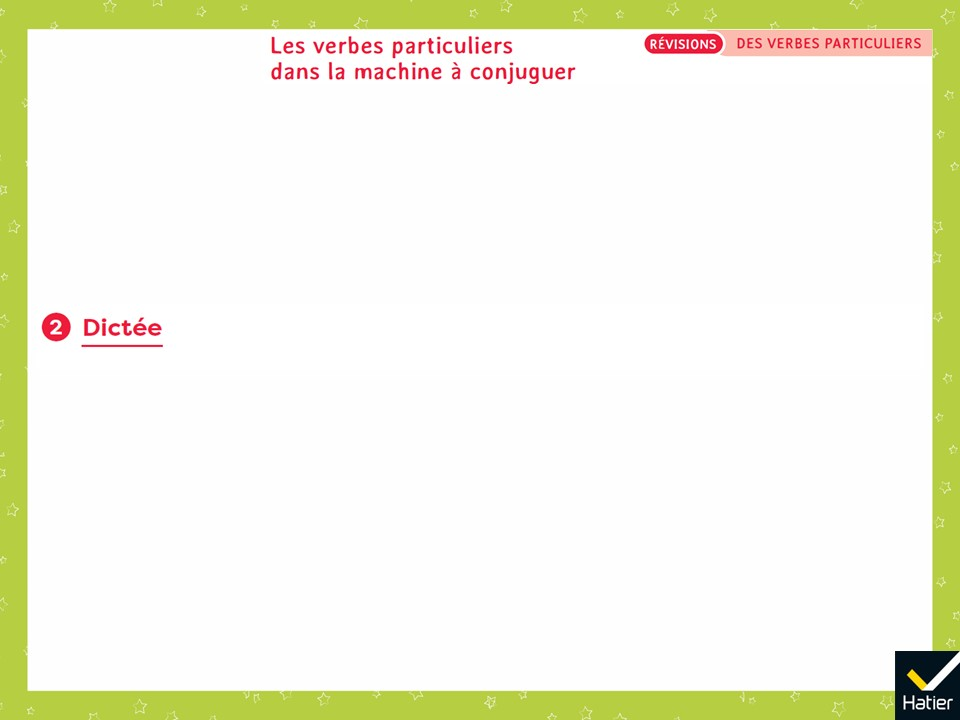 Les verbes particuliers
dans la machine à conjuguer
RÉVISIONS DES VERBES PARTICULIERS
2 Dictée
Hatier